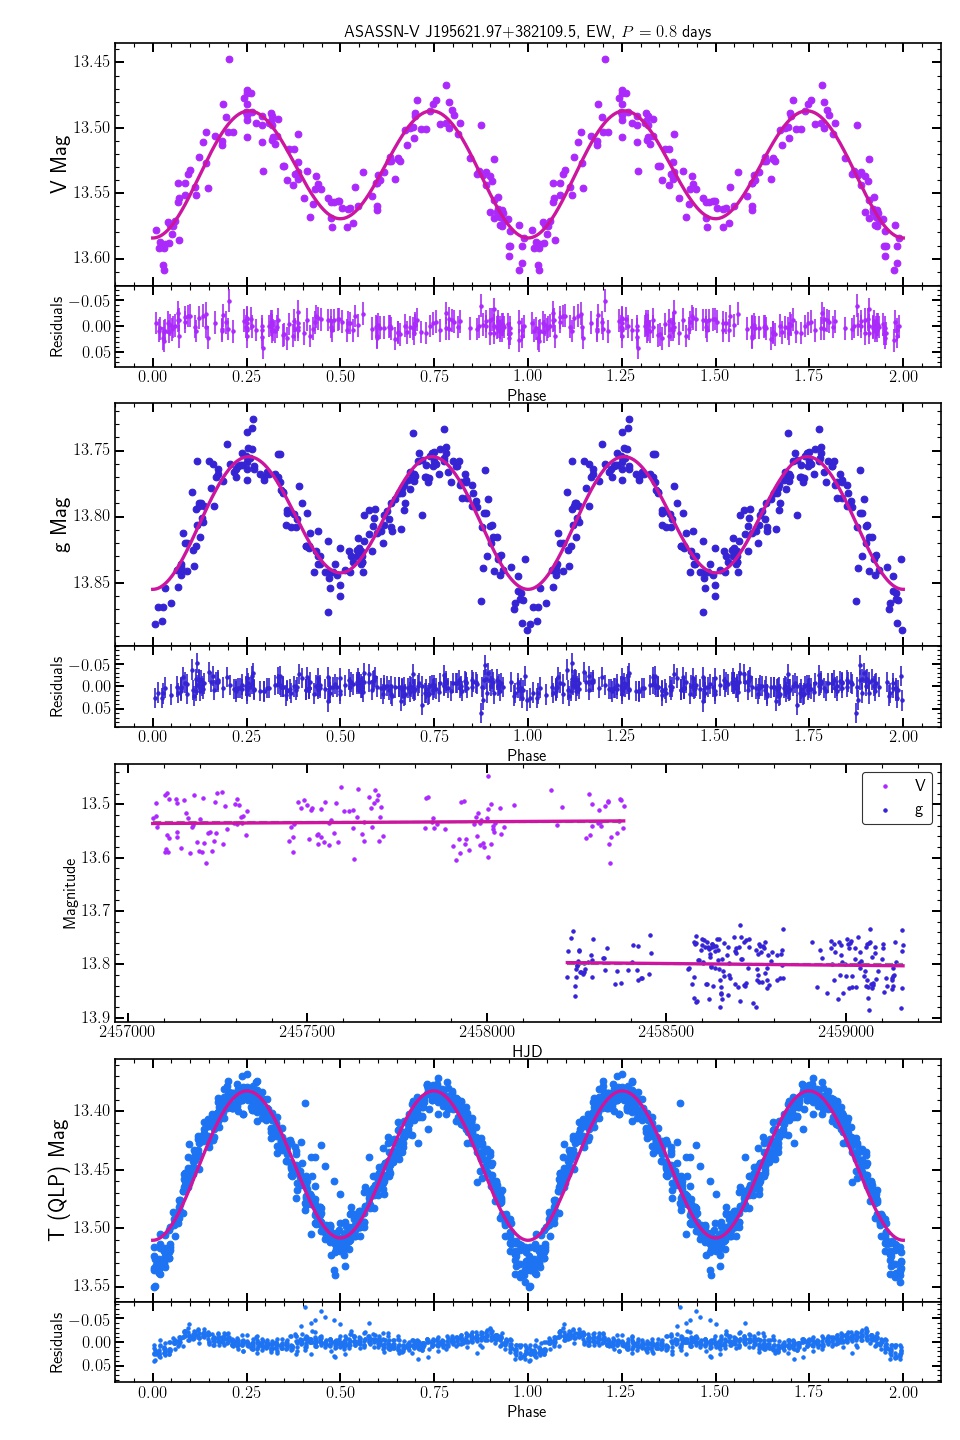 ASASSN-V J195621.97+382109.5, EW, P = 0.8 days
13.45
13.50
13.55
13.60
V Mag
−0.05
0.00
0.05
Residuals
0.00 0.25 0.50 0.75 1.00 1.25 1.50 1.75 2.00
Phase
13.75
13.80
13.85
g Mag
−0.05
0.00
0.05
Residuals
0.00 0.25 0.50 0.75 1.00 1.25 1.50 1.75 2.00
Phase
13.5
13.6
13.7
13.8
13.9
Magnitude
V
g
2457000 2457500 2458000 2458500 2459000
HJD
13.40
13.45
13.50
13.55
T (QLP) Mag
−0.05
0.00
0.05
Residuals
0.00 0.25 0.50 0.75 1.00 1.25 1.50 1.75 2.00
Phase